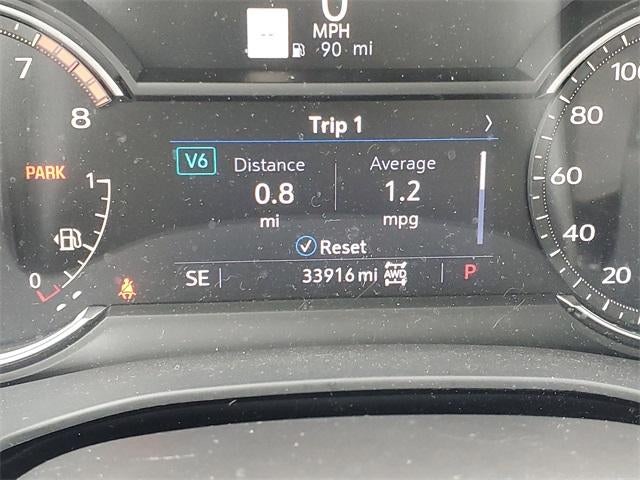 0
MPH
--
90 mi
7
8
PARK
1
0
Trip 1
V6
Distance
Average
0.8
1.2
mi
mpg
Reset
SE
33916 mi
AWD
P
100
80
60
40
20